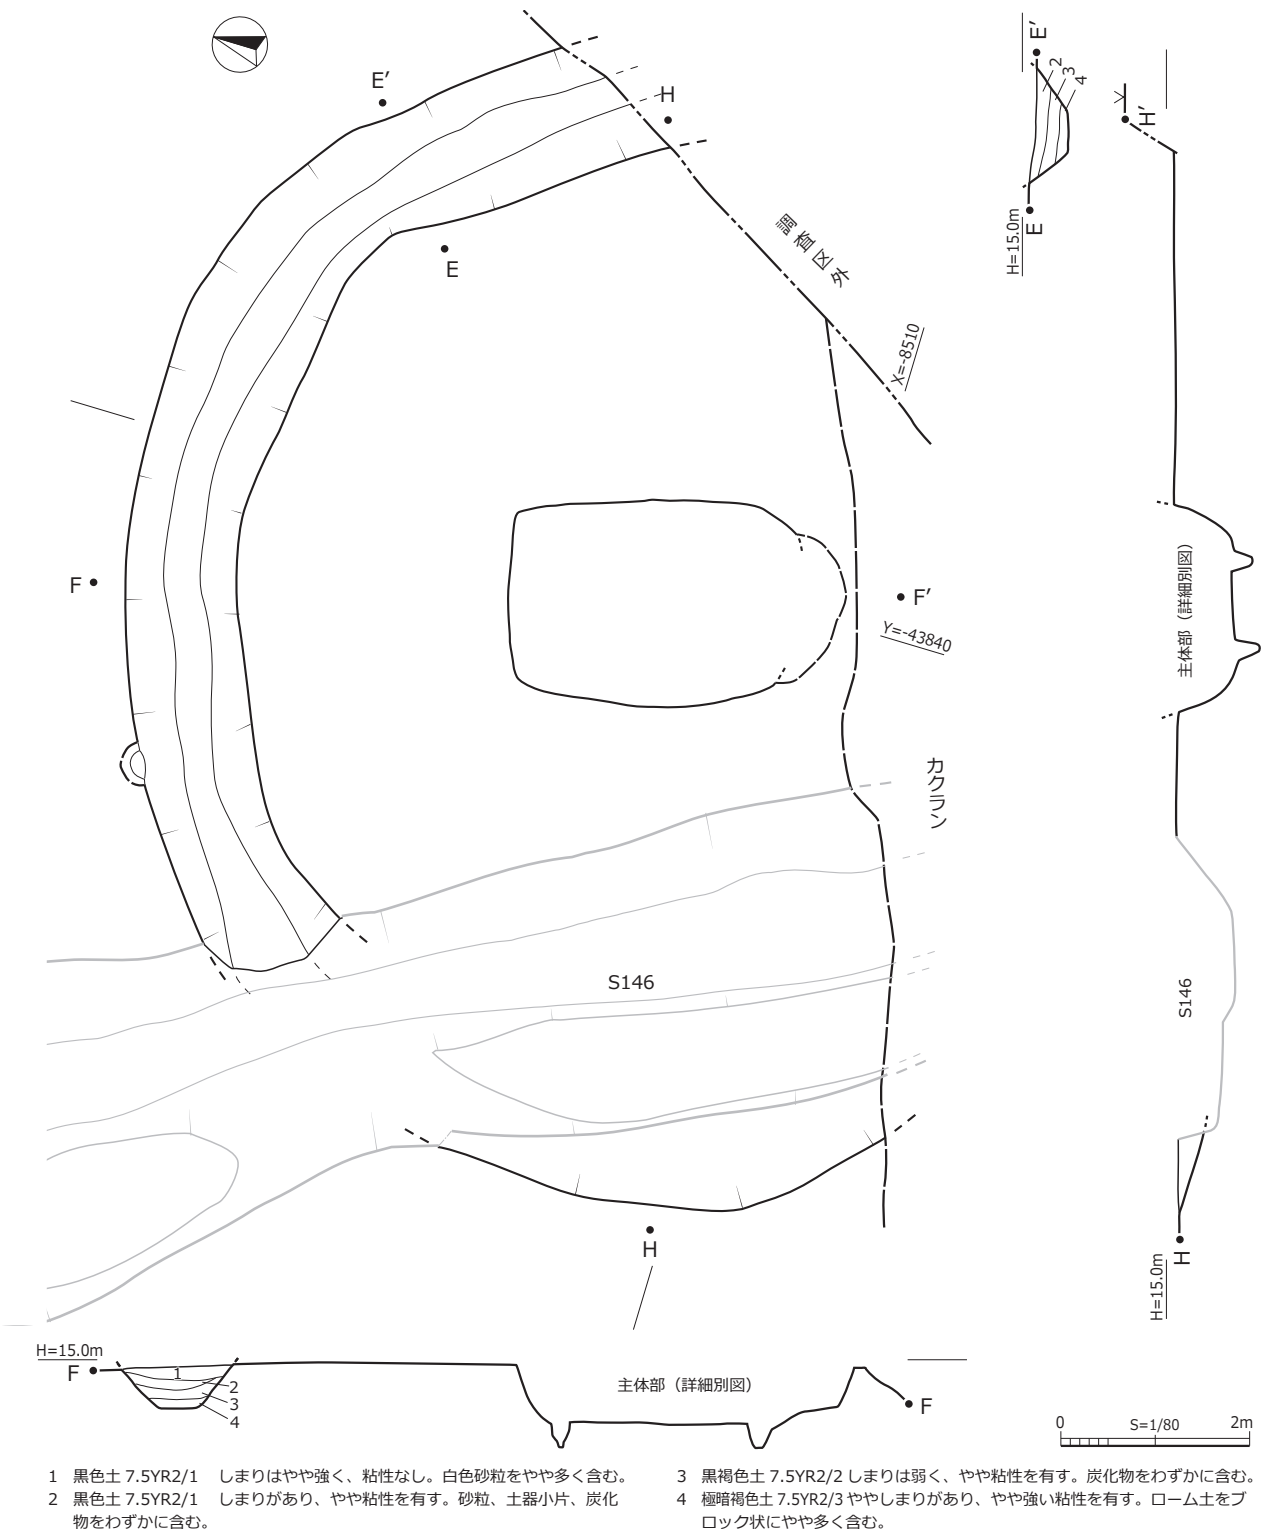 E'
H
E
調査区外
X=-8510
F
F'
Y=-43840
カクラン
S146
H
E'
2
3
4
E
H=15.0m
H'
主体部（詳細別図）
S146
H
H=15.0m
H=15.0m
F
1
2
3
4
主体部（詳細別図）
F
0
S=1/80
2m
1 黒色土 7.5YR2/1 しまりはやや強く、粘性なし。白色砂粒をやや多く含む。
2 黒色土 7.5YR2/1 しまりがあり、やや粘性を有す。砂粒、土器小片、炭化
物をわずかに含む。
3 黒褐色土 7.5YR2/2 しまりは弱く、やや粘性を有す。炭化物をわずかに含む。
4 極暗褐色土 7.5YR2/3 ややしまりがあり、やや強い粘性を有す。ローム土をブ
ロック状にやや多く含む。